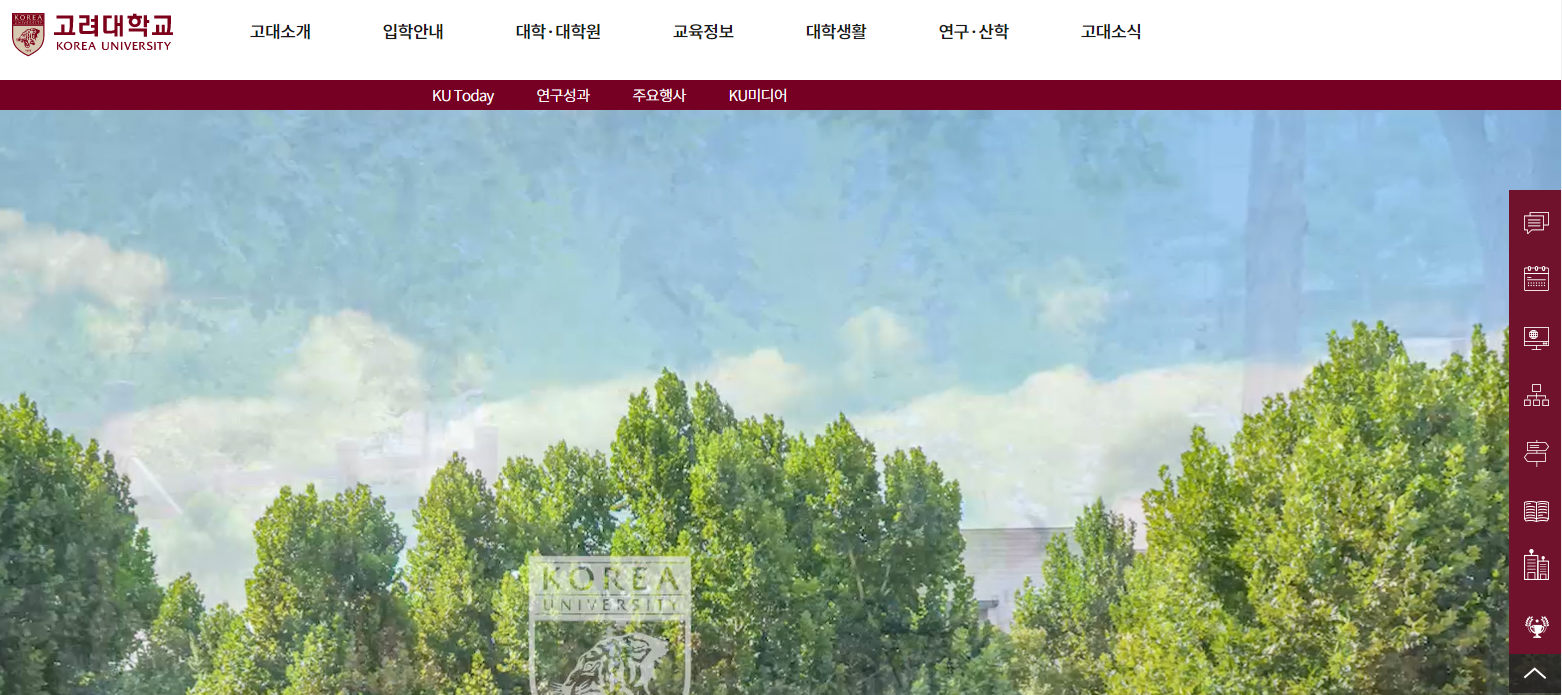 KOREA
UNIVERSITY
고려대학교
KOREA UNIVERSITY
고대소개 입학안내 대학·대학원 교육정보 대학생활 연구·산학 고대소식
KU Today 연구성과 주요행사 KU미디어
KOREA
UNIVERSITY